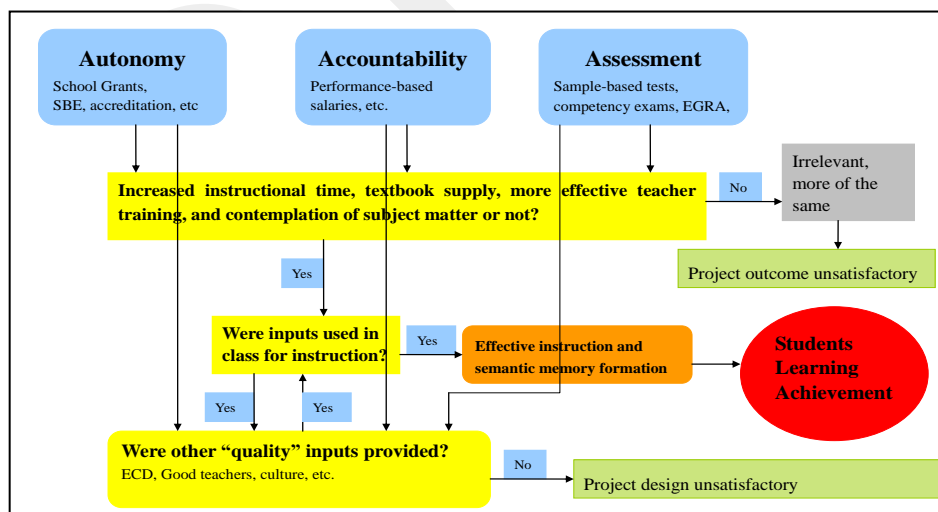 Autonomy
School Grants,
SBE, accreditation, etc
Accountability
Performance-based
salaries, etc.
Assessment
Sample-based tests,
competency exams, EGRA,
Increased instructional time, textbook supply, more effective teacher
training, and contemplation of subject matter or not?
No
Irrelevant,
more of the
same
Project outcome unsatisfactory
Yes
Were inputs used in
class for instruction?
Yes
Effective instruction and
semantic memory formation
Students
Learning
Achievement
Yes
Yes
Were other “quality” inputs provided?
ECD, Good teachers, culture, etc.
No
Project design unsatisfactory